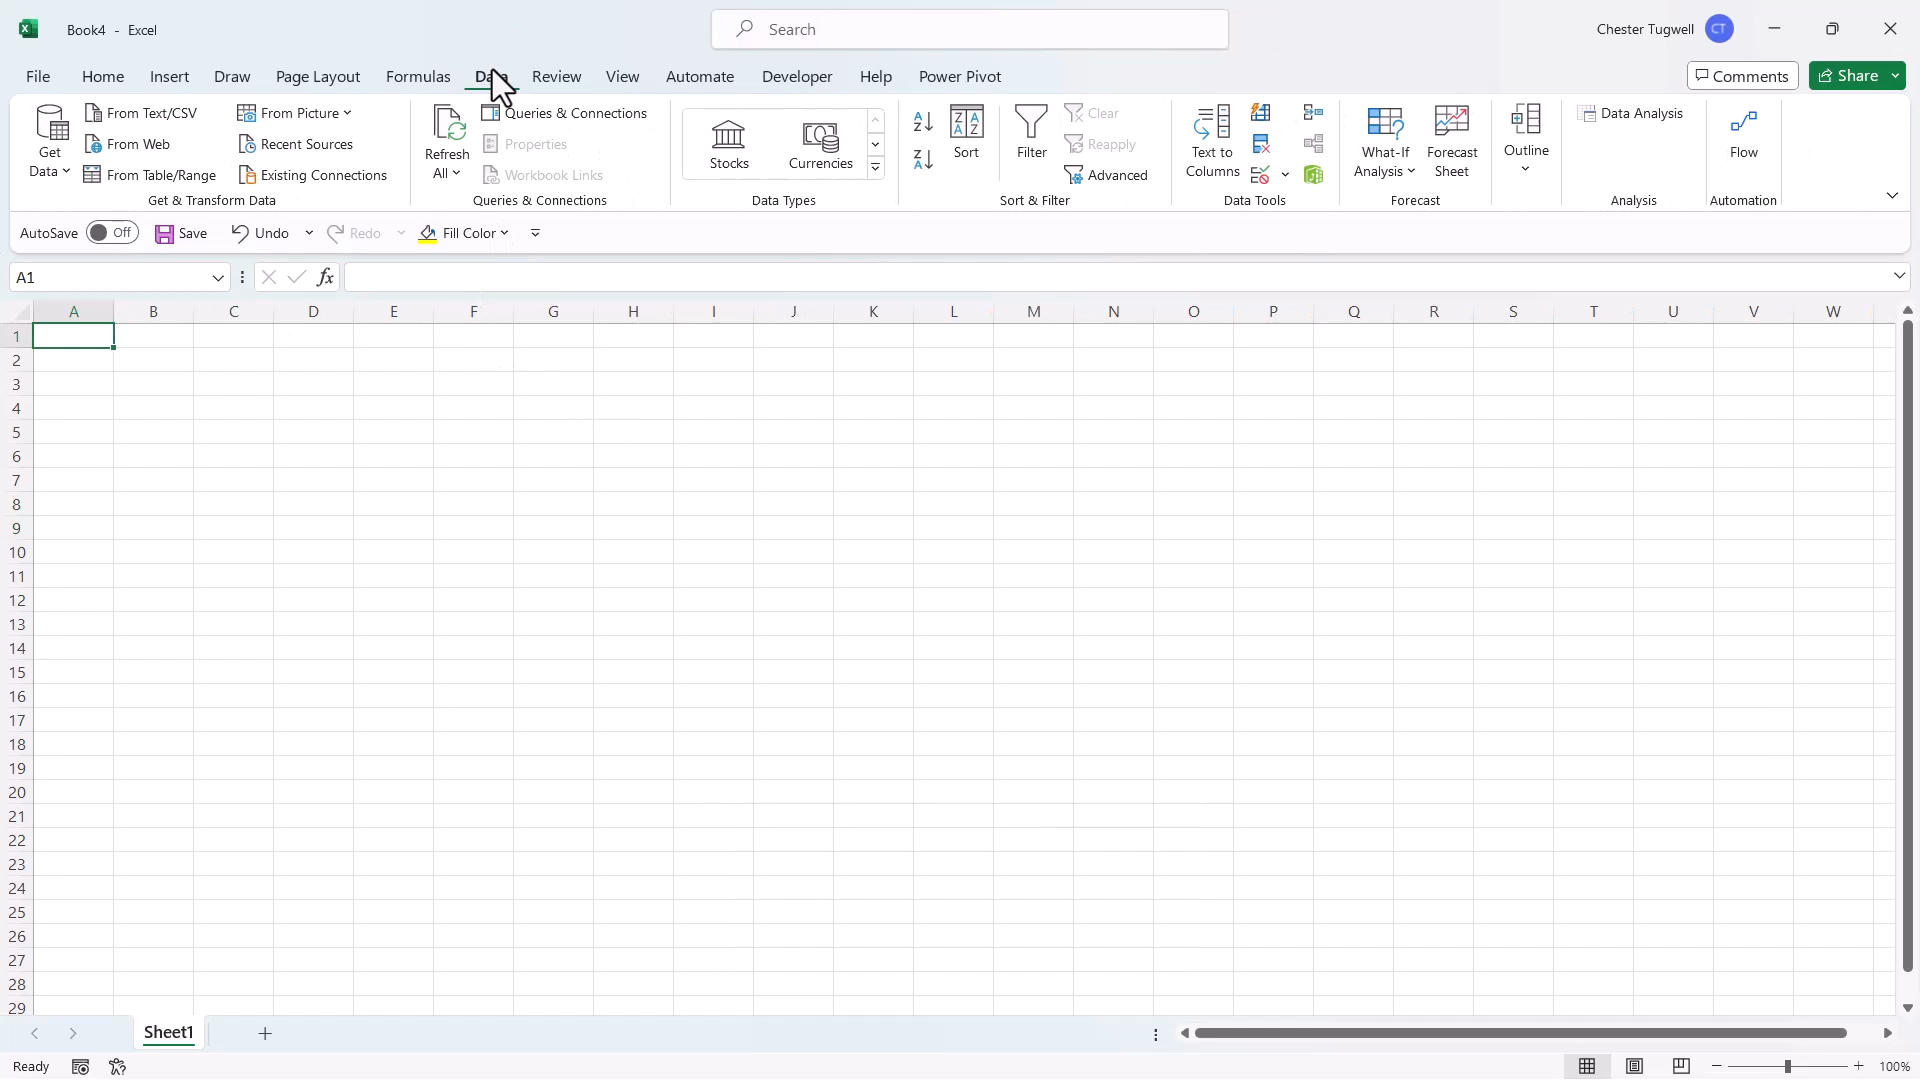 Book4 - Excel
Search
Chester Tugwell
CT
File Home Insert Draw Page Layout Formulas Data Review View Automate Developer Help Power Pivot
Comments
Share
Get Data
From Text/CSV
From Web
From Table/Range
From Picture
Recent Sources
Existing Connections
Get & Transform Data
Refresh All
Queries & Connections
Properties
Workbook Links
Queries & Connections
Stocks
Currencies
Data Types
Sort
Filter
Clear
Reapply
Advanced
Sort & Filter
Text to Columns
Data Tools
What-If Analysis
Forecast Sheet
Forecast
Outline
Data Analysis
Analysis
Flow
Automation
AutoSave Off Save Undo Redo Fill Color
A1
fx
A B C D E F G H I J K L M N O P Q R S T U V W
1
2
3
4
5
6
7
8
9
10
11
12
13
14
15
16
17
18
19
20
21
22
23
24
25
26
27
28
29
Sheet1
Ready
100%